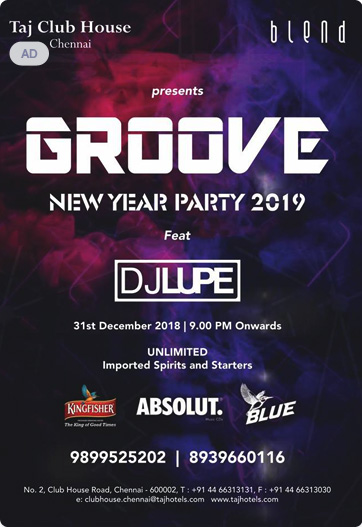 Taj Club House
Chennai
AD
blend
presents
GROOVE
NEW YEAR PARTY 2019
Feat
DJLUPE
31st December 2018 | 9.00 PM Onwards
UNLIMITED
Imported Spirits and Starters
KINGFISHER
The King of Good Times
ABSOLUT.
BLUE
9899525202 | 8939660116
No. 2, Club House Road, Chennai - 600002, T : +91 44 66313131, F : +91 44 66313030
e: clubhouse.chennai@tajhotels.com www.tajhotels.com